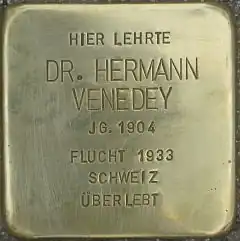 HIER LEHRTE
DR. HERMANN
VENEDEY
JG. 1904
FLUCHT 1933
SCHWEIZ
ÜBERLEBT